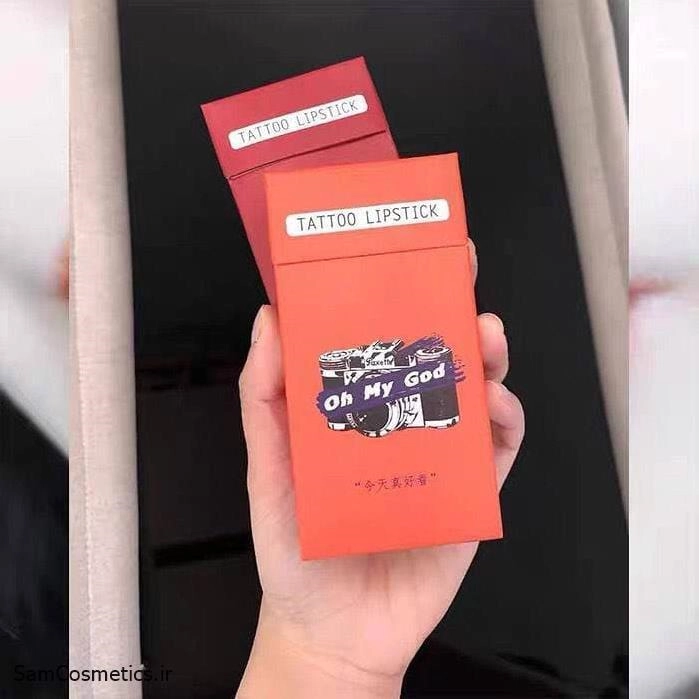 TATTOO LIPSTICK
TATTOO LIPSTICK
Oh My God
“今天真好看”
SamCosmetics.ir